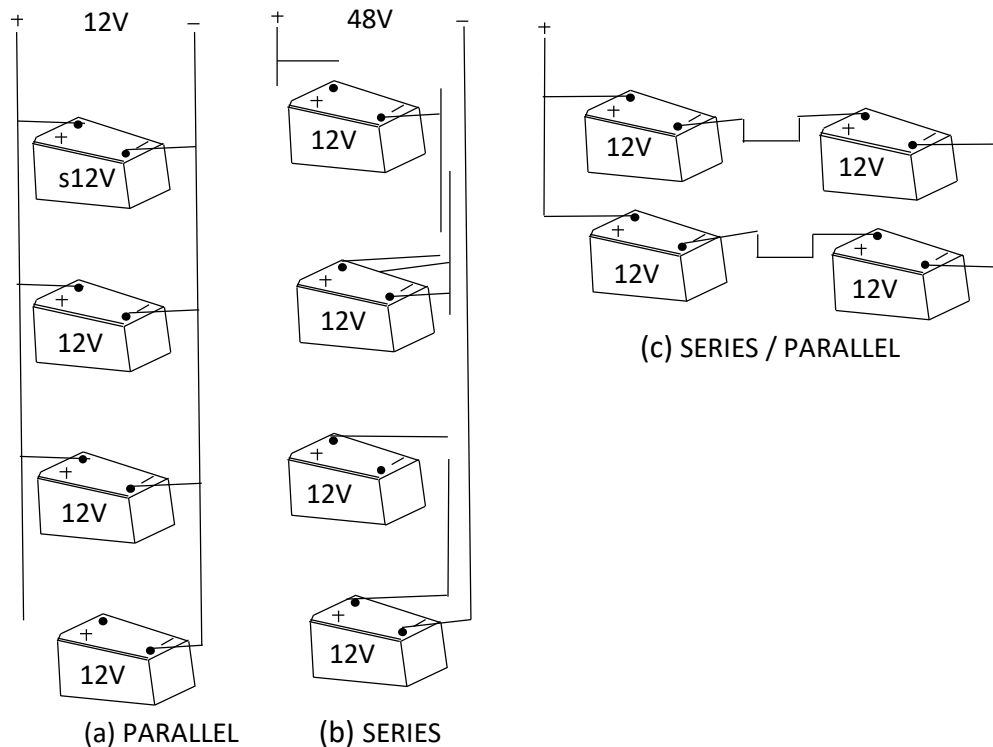 + 12V −
+ −
s12V
+ −
12V
+ −
12V
+ −
12V
(a) PARALLEL
+ 48V −
+ −
12V
+ −
12V
+ −
12V
+ −
12V
(b) SERIES
+
+ −
12V
+ −
12V
+ −
12V
+ −
12V
(c) SERIES / PARALLEL